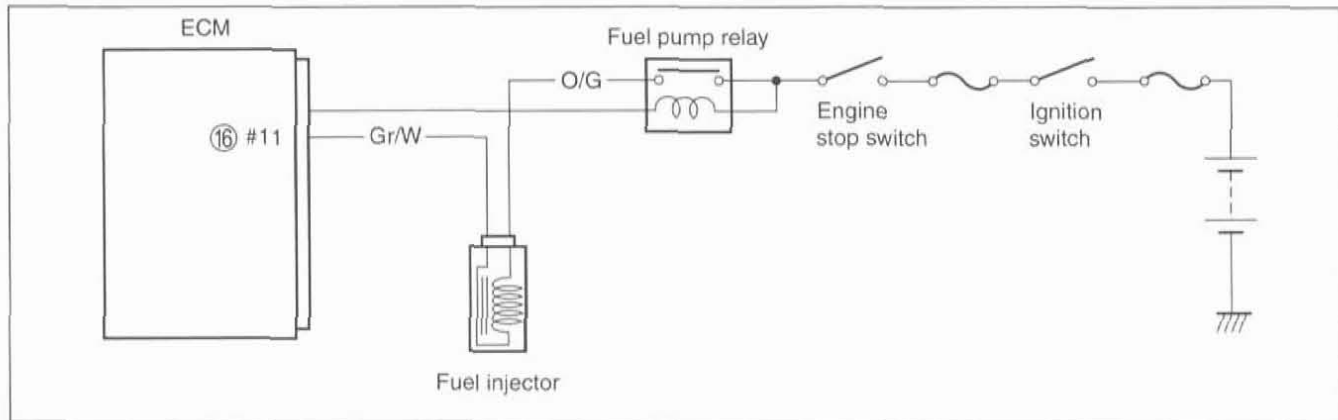 ECM
Fuel pump relay
O/G
Engine
stop switch
Ignition
switch
⑯ #11
Gr/W
Fuel injector